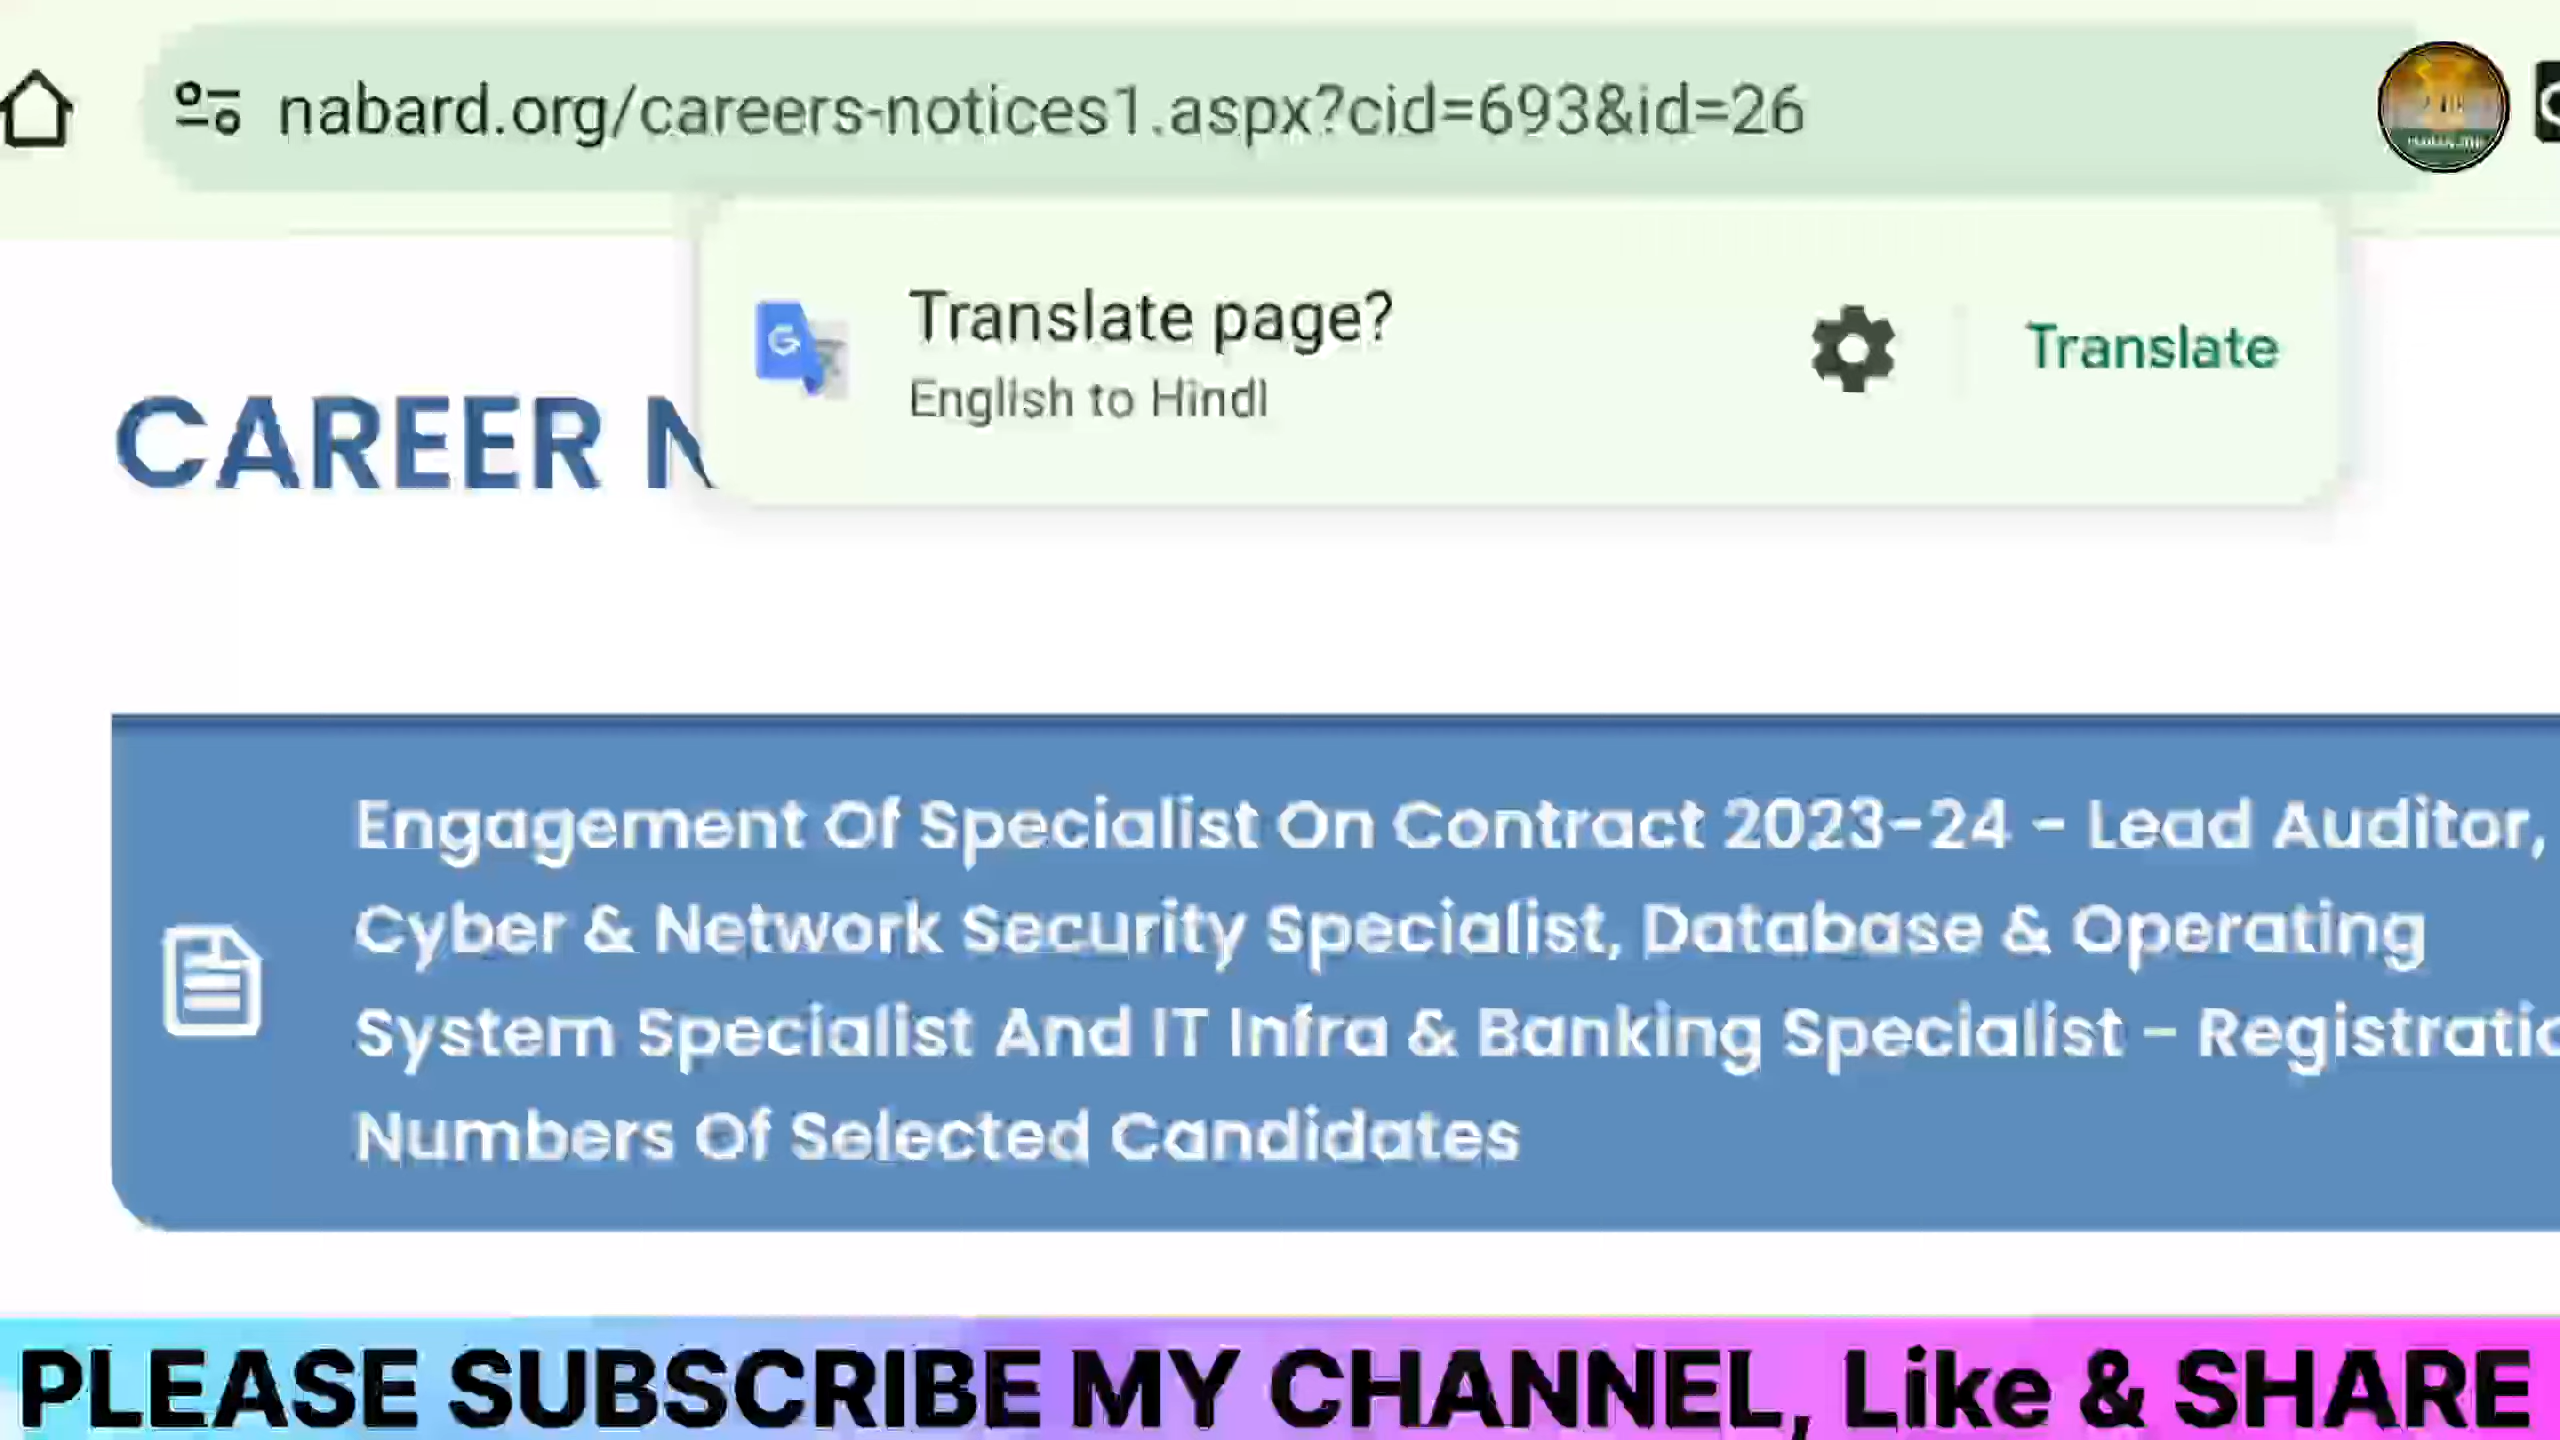 nabard.org/careers-notices1.aspx?cid=693&id=26
Translate page?
English to Hindi
Translate
CAREER
Engagement Of Specialist On Contract 2023-24 - Lead Auditor,
Cyber & Network Security Specialist, Database & Operating
System Specialist And IT Infra & Banking Specialist -
Numbers Of Selected Candidates
PLEASE SUBSCRIBE MY CHANNEL, Like & SHARE